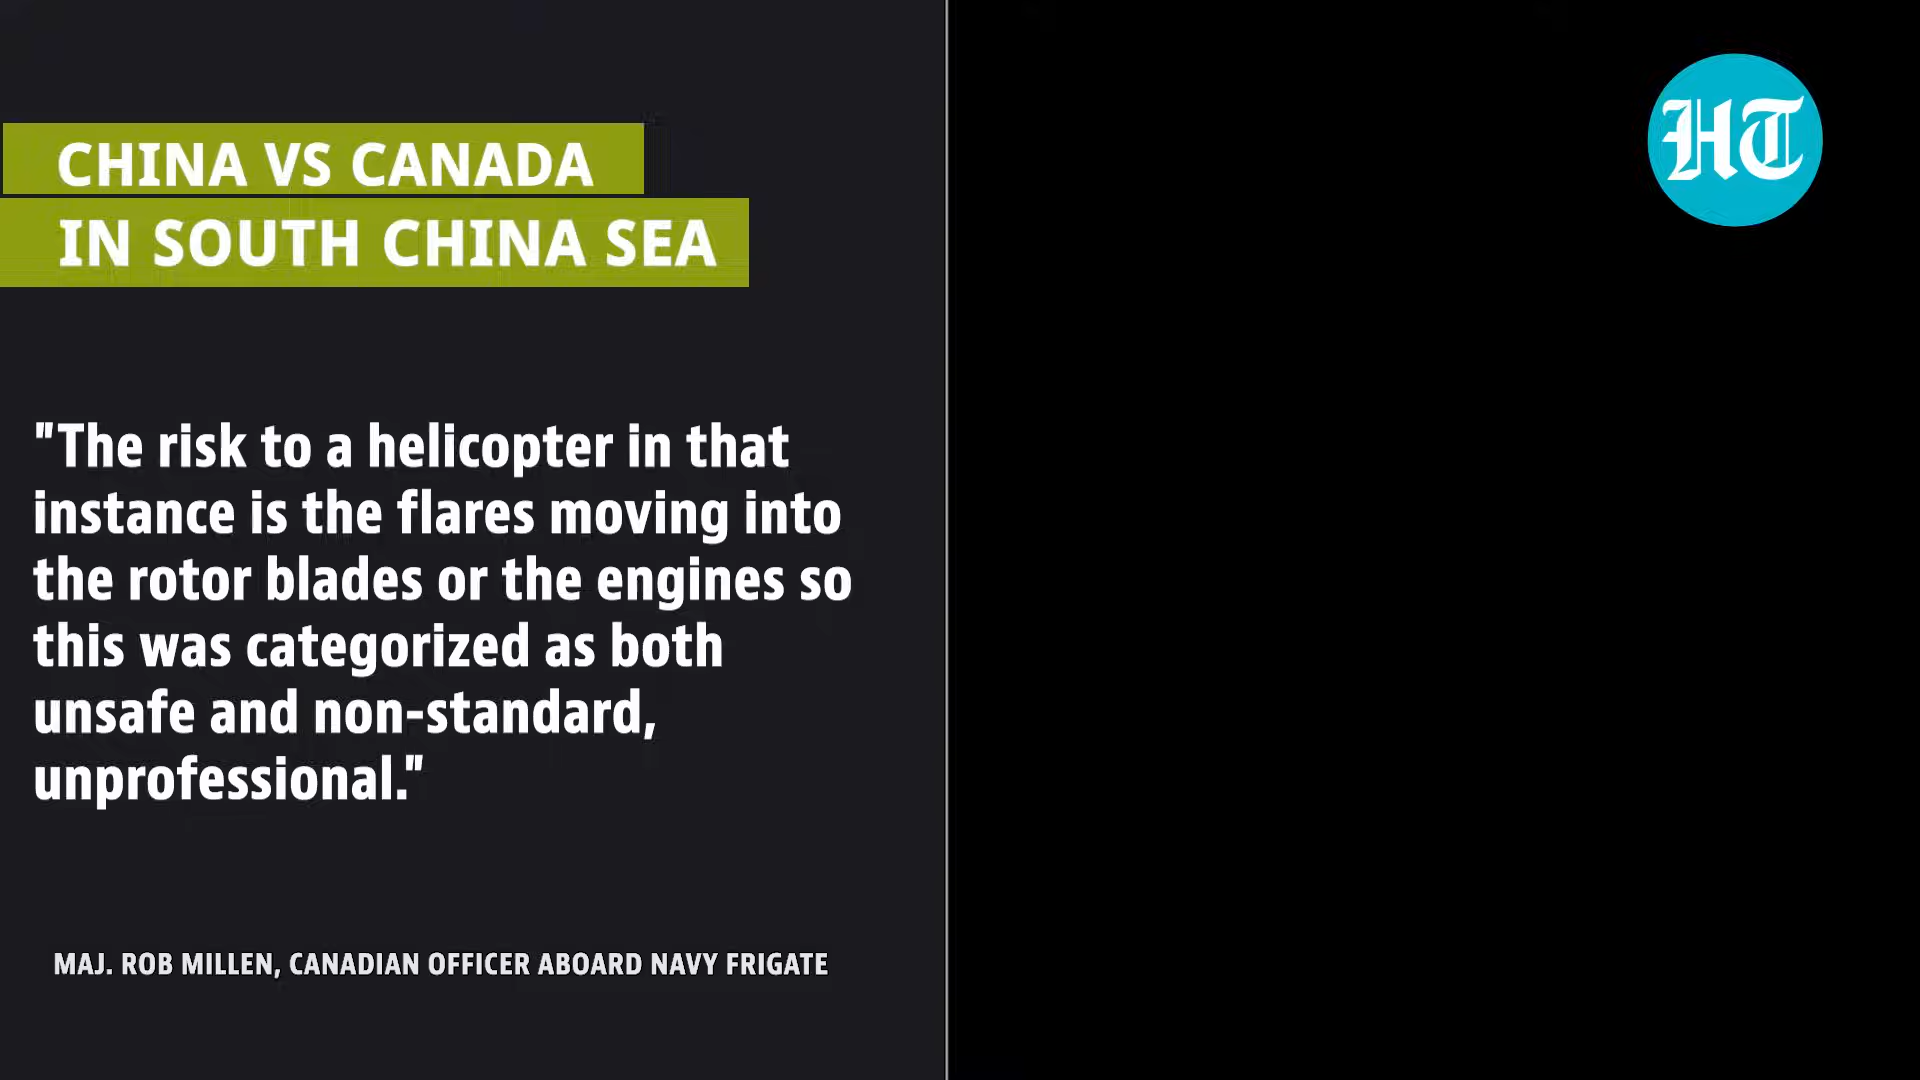 CHINA VS CANADA
IN SOUTH CHINA SEA
HT
"The risk to a helicopter in that
instance is the flares moving into
the rotor blades or the engines so
this was categorized as both
unsafe and non-standard,
unprofessional."
MAJ. ROB MILLEN, CANADIAN OFFICER ABOARD NAVY FRIGATE